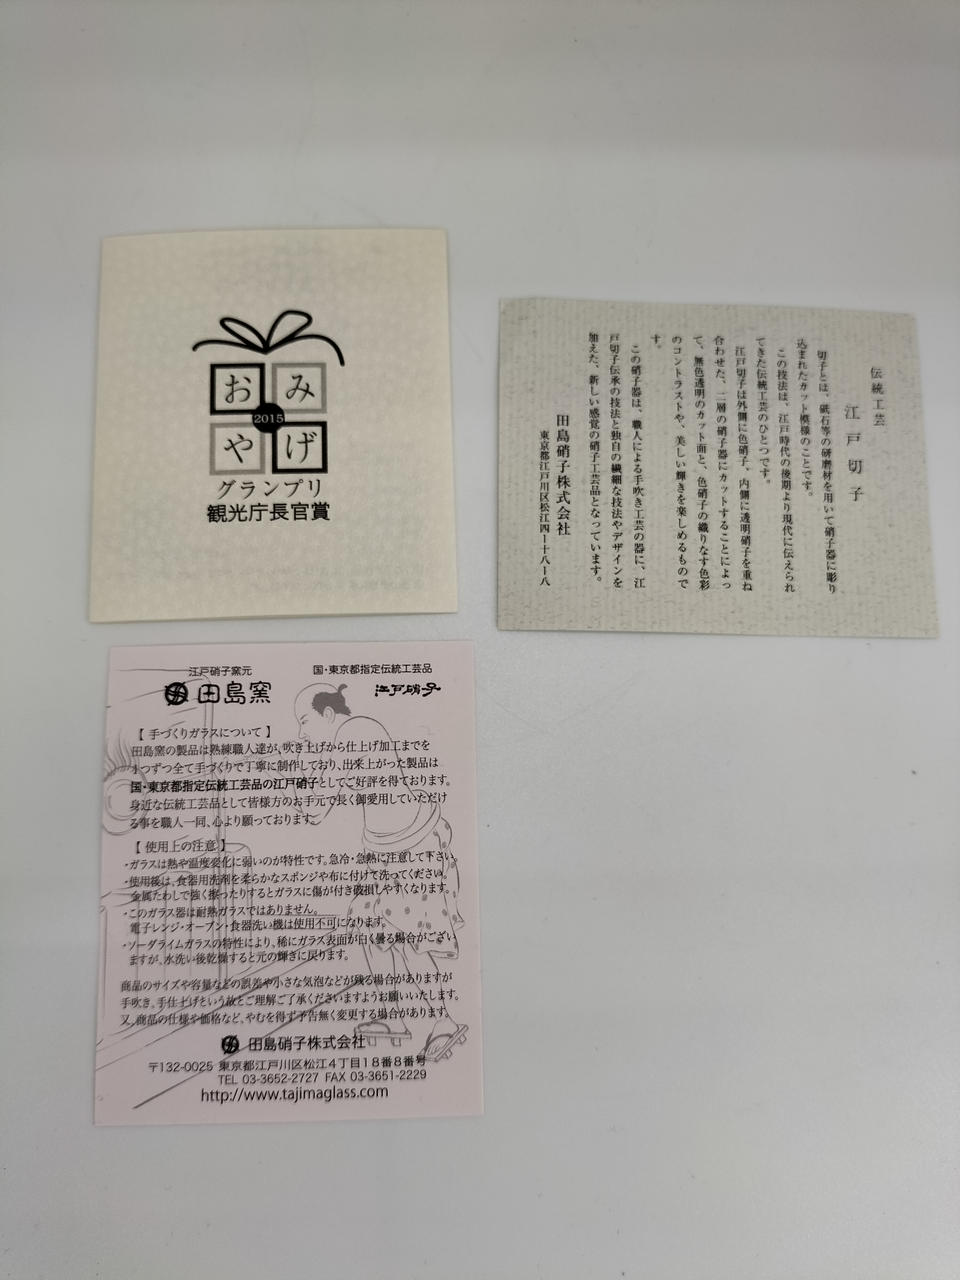 おみ
2015
やげ
グランプリ
観光庁長官賞
伝統工芸
江戸切子
切子とは、砥石等の研磨材を用いて硝子器に彫り
込まれたカット模様のことです。
この技法は、江戸時代の後期より現代に伝えられ
てきた伝統工芸のひとつです。
江戸切子は外側に色硝子、内側に透明硝子を重ね
合わせた、二層の硝子器にカットすることによっ
て、無色透明のカット面と、色硝子の織りなす色彩
のコントラストや、美しい輝きを楽しめるもので
す。
この硝子器は、職人による手吹き工芸の器に、江
戸切子伝承の技法と独自の繊細な技法やデザインを
加えた、新しい感覚の硝子工芸品となっています。
田島硝子株式会社
東京都江戸川区松江四ー十八ー八
江戸硝子窯元
田島窯
国・東京都指定伝統工芸品
江戸硝子
【 手づくりガラスについて 】
田島窯の製品は熟練職人達が、吹き上げから仕上げ加工までを
1つずつ全て手づくりで丁寧に制作しており、出来上がった製品は
国・東京都指定伝統工芸品の江戸硝子としてご好評を得ております。
身近な伝統工芸品として皆様方のお手元で長く御愛用していただけ
る事を職人一同、心より願っております。
【 使用上の注意 】
・ガラスは熱や温度変化に弱いのが特性です。急冷・急熱に注意して下さい。
・使用後は、食器用洗剤を柔らかなスポンジや布に付けて洗ってください。
金属たわしで強く擦ったりするとガラスに傷が付き破損しやすくなります。
・このガラス器は耐熱ガラスではありません。
電子レンジ・オーブン・食器洗い機は使用不可になります。
・ソーダライムガラスの特性により、稀にガラス表面が白く曇る場合がござい
ますが、水洗い後乾燥すると元の輝きに戻ります。
商品のサイズや容量などの誤差や小さな気泡などが残る場合がありますが
手吹き、手仕上げという故とご理解ご了承くださいますようお願いいたします。
又、商品の仕様や価格など、やむを得ず予告無く変更する場合があります。
田島硝子株式会社
〒132-0025 東京都江戸川区松江4丁目18番8番号
TEL 03-3652-2727 FAX 03-3651-2229
http://www.tajimaglass.com